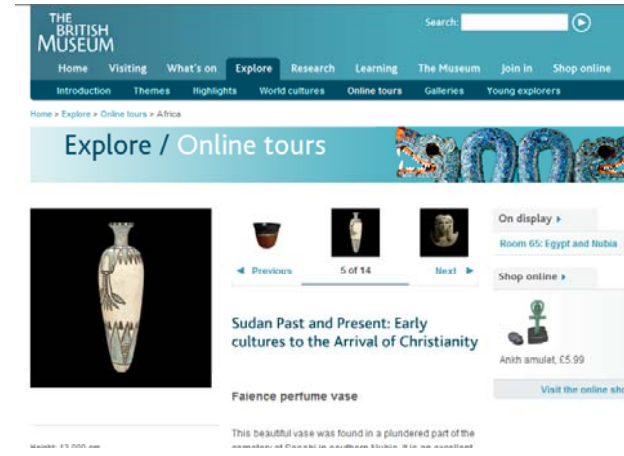 THE
BRITISH
MUSEUM
Search:
Home Visiting What's on Explore Research Learning The Museum Join in Shop online
Introduction Themes Highlights World cultures Online tours Galleries Young explorers
Home > Explore > Online tours > Africa
Explore / Online tours
Previous 5 of 14 Next
Sudan Past and Present: Early
cultures to the Arrival of Christianity
Faience perfume vase
This beautiful vase was found in a plundered part of the
On display
Room 65: Egypt and Nubia
Shop online
Ankh amulet, £5.99
Visit the online